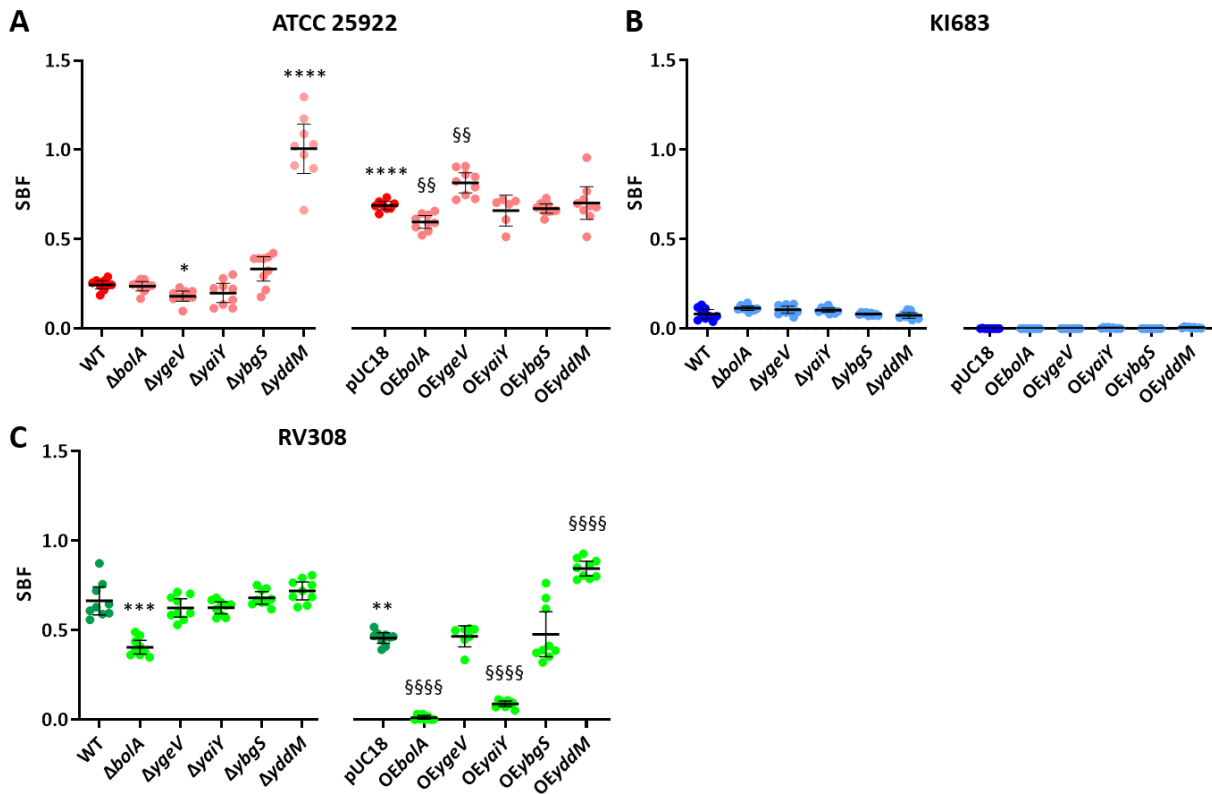 A ATCC 25922
1.5
1.0
0.5
0.0
SBF
****
*
****
§§
§§
WT ΔbolA ΔygeV ΔyaiY ΔybgS ΔyddM pUC18 OEbolA OEygeV OEyaiY OEybgS OEyddM
B KI683
1.5
1.0
0.5
0.0
SBF
WT ΔbolA ΔygeV ΔyaiY ΔybgS ΔyddM pUC18 OEbolA OEygeV OEyaiY OEybgS OEyddM
C RV308
1.5
1.0
0.5
0.0
SBF
***
**
§§§§
§§§§
§§§§
WT ΔbolA ΔygeV ΔyaiY ΔybgS ΔyddM pUC18 OEbolA OEygeV OEyaiY OEybgS OEyddM